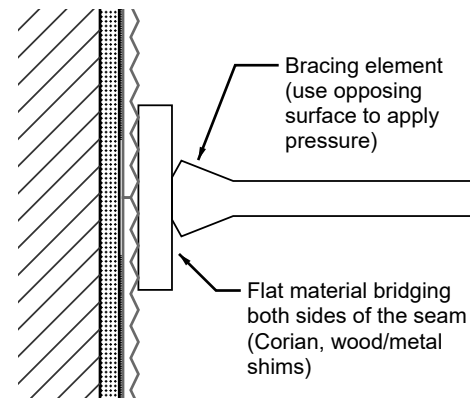 Bracing element
(use opposing
surface to apply
pressure)
Flat material bridging
both sides of the seam
(Corian, wood/metal
shims)